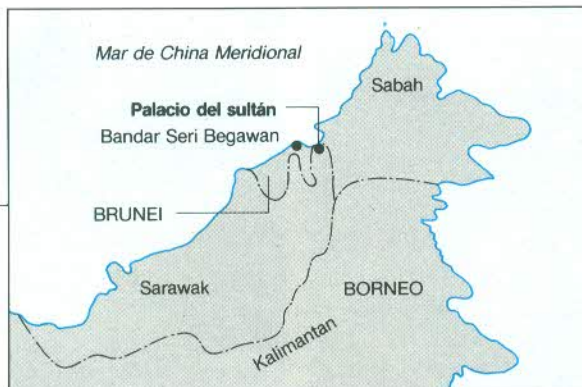 Mar de China Meridional
Sabah
Palacio del sultán
Bandar Seri Begawan
BRUNEI
Sarawak
BORNEO
Kalimantan